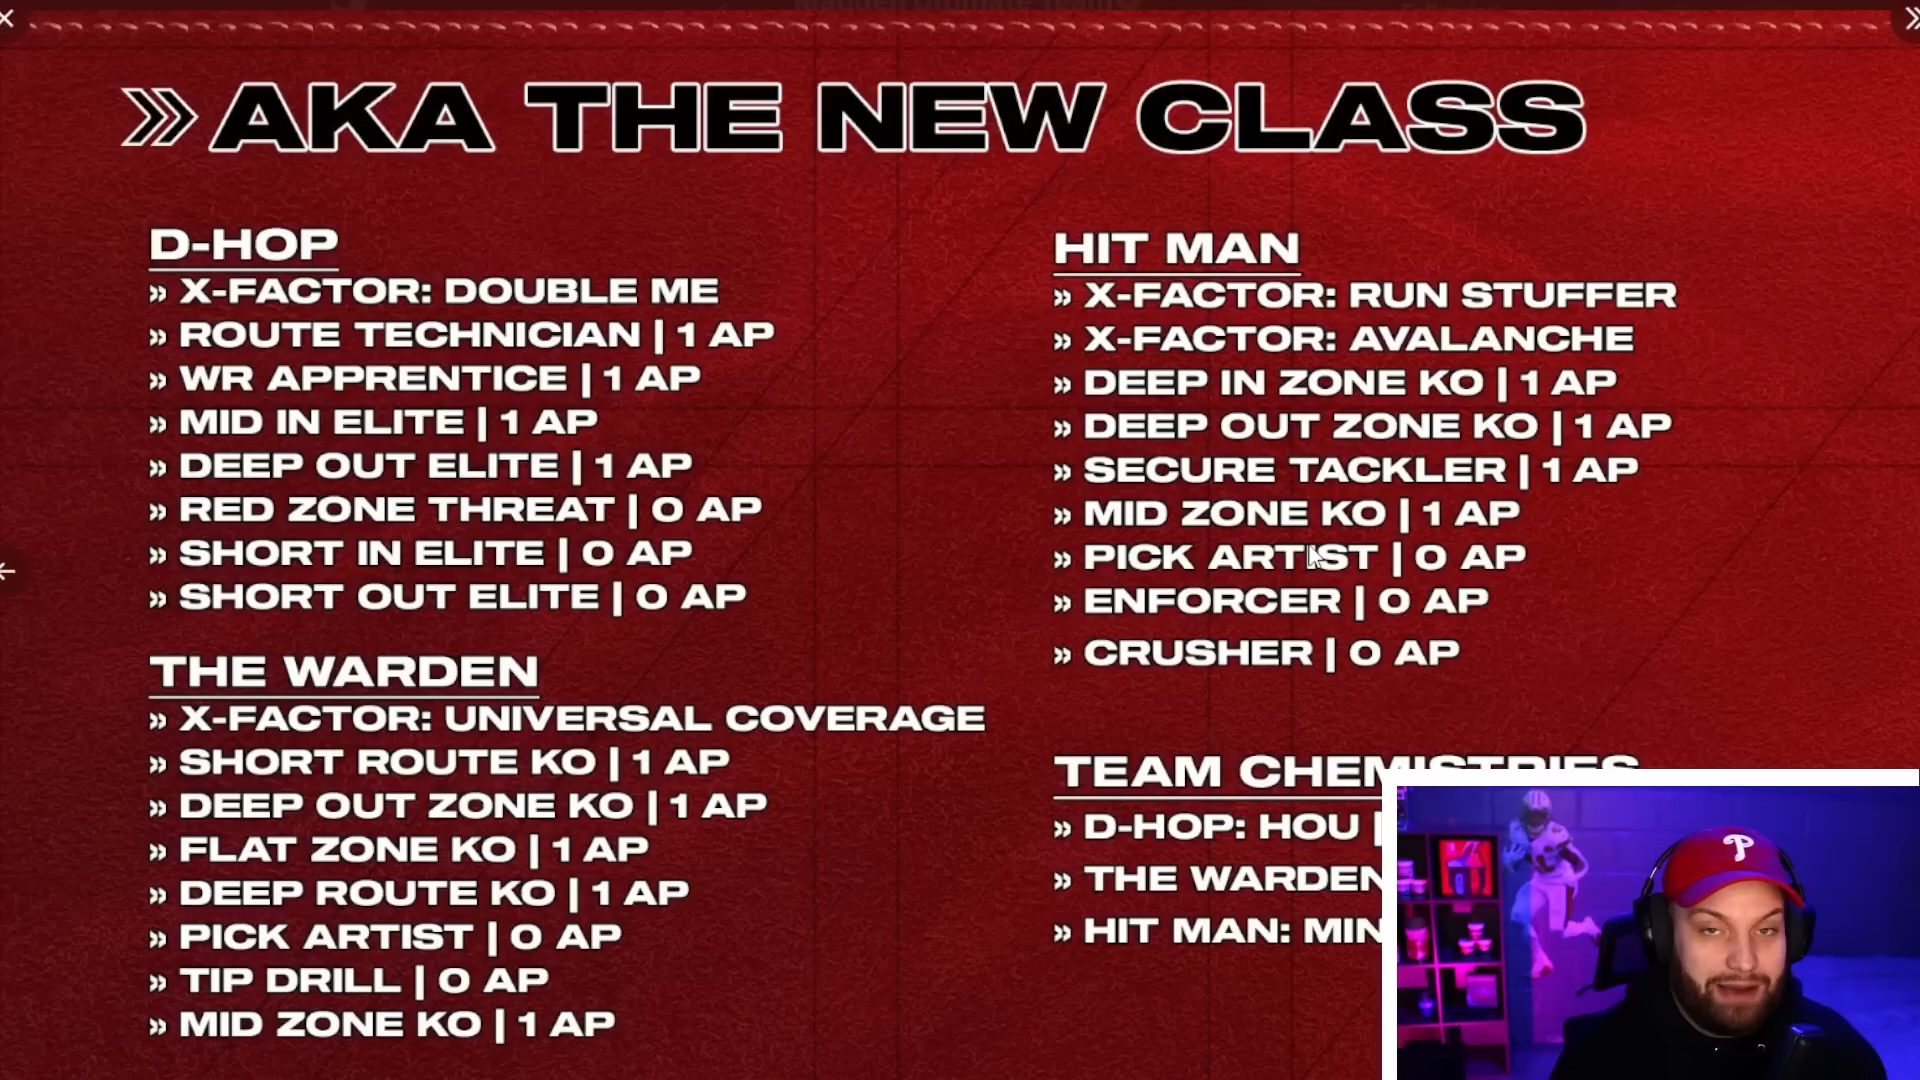 AKA THE NEW CLASS
D-HOP
» X-FACTOR: DOUBLE ME
» ROUTE TECHNICIAN | 1 AP
» WR APPRENTICE | 1 AP
» MID IN ELITE | 1 AP
» DEEP OUT ELITE | 1 AP
» RED ZONE THREAT | 0 AP
» SHORT IN ELITE | 0 AP
» SHORT OUT ELITE | 0 AP
THE WARDEN
» X-FACTOR: UNIVERSAL COVERAGE
» SHORT ROUTE KO | 1 AP
» DEEP OUT ZONE KO | 1 AP
» FLAT ZONE KO | 1 AP
» DEEP ROUTE KO | 1 AP
» PICK ARTIST | 0 AP
» TIP DRILL | 0 AP
» MID ZONE KO | 1 AP
HIT MAN
» X-FACTOR: RUN STUFFER
» X-FACTOR: AVALANCHE
» DEEP IN ZONE KO | 1 AP
» DEEP OUT ZONE KO | 1 AP
» SECURE TACKLER | 1 AP
» MID ZONE KO | 1 AP
» PICK ARTIST | 0 AP
» ENFORCER | 0 AP
» CRUSHER | 0 AP
TEAM CHEMISTRIES
» D-HOP: HOU |
» THE WARDEN
» HIT MAN: MIN
P